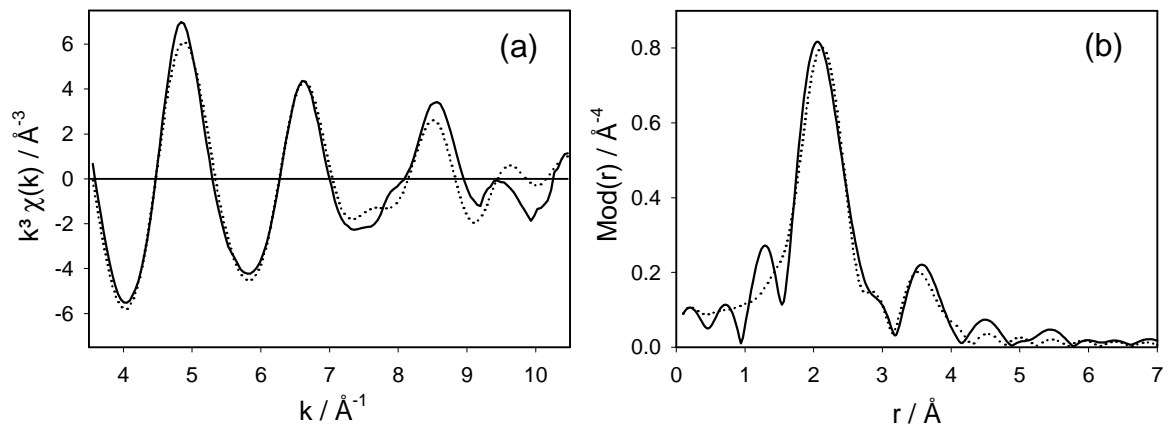 (a)
6
4
2
0
-2
-4
-6
k³ χ(k) / Å⁻³
4 5 6 7 8 9 10
k / Å⁻¹
(b)
0.8
0.6
0.4
0.2
0.0
Mod(r) / Å⁻⁴
0 1 2 3 4 5 6 7
r / Å